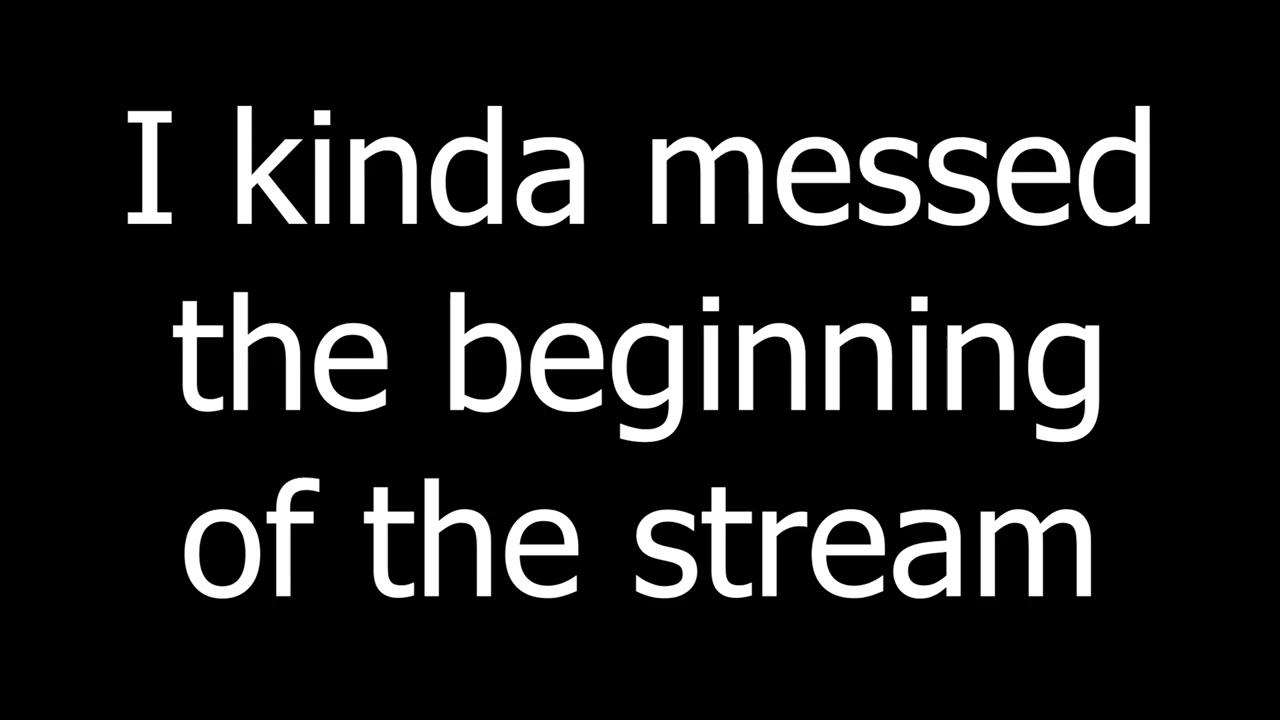 I kinda messed
the beginning
of the stream